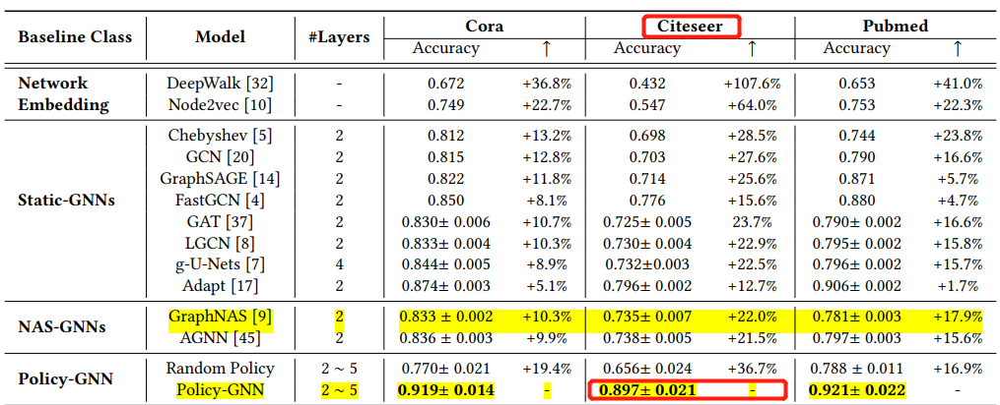 Baseline Class Model #Layers Cora Citeseer Pubmed
Accuracy ↑ Accuracy ↑ Accuracy ↑
Network Embedding DeepWalk [32] - 0.672 +36.8% 0.432 +107.6% 0.653 +41.0%
Node2vec [10] - 0.749 +22.7% 0.547 +64.0% 0.753 +22.3%
Static-GNNs Chebyshev [5] 2 0.812 +13.2% 0.698 +28.5% 0.744 +23.8%
GCN [20] 2 0.815 +12.8% 0.703 +27.6% 0.790 +16.6%
GraphSAGE [14] 2 0.822 +11.8% 0.714 +25.6% 0.871 +5.7%
FastGCN [4] 2 0.850 +8.1% 0.776 +15.6% 0.880 +4.7%
GAT [37] 2 0.830± 0.006 +10.7% 0.725± 0.005 23.7% 0.790± 0.002 +16.6%
LGCN [8] 2 0.833± 0.004 +10.3% 0.730± 0.004 +22.9% 0.795± 0.002 +15.8%
g-U-Nets [7] 4 0.844± 0.005 +8.9% 0.732±0.003 +22.5% 0.796± 0.002 +15.7%
Adapt [17] 2 0.874± 0.003 +5.1% 0.796± 0.002 +12.7% 0.906± 0.002 +1.7%
NAS-GNNs GraphNAS [9] 2 0.833 ± 0.002 +10.3% 0.735± 0.007 +22.0% 0.781± 0.003 +17.9%
AGNN [45] 2 0.836 ± 0.003 +9.9% 0.738± 0.005 +21.5% 0.797± 0.003 +15.6%
Policy-GNN Random Policy 2 ~ 5 0.770± 0.021 +19.4% 0.656± 0.024 +36.7% 0.788 ± 0.011 +16.9%
Policy-GNN 2 ~ 5 0.919± 0.014 - 0.897± 0.021 - 0.921± 0.022 -